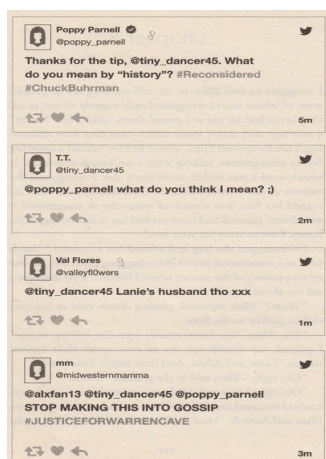 Poppy Parnell
@poppy_parnell
Thanks for the tip, @tiny_dancer45. What
do you mean by “history”? #Reconsidered
#ChuckBuhrman
5m
T.T.
@tiny_dancer45
@poppy_parnell what do you think I mean? ;)
2m
Val Flores
@valleyfl0wers
@tiny_dancer45 Lanie's husband tho xxx
1m
mm
@midwesternmamma
@alxfan13 @tiny_dancer45 @poppy_parnell
STOP MAKING THIS INTO GOSSIP
#JUSTICEFORWARRENCAVE
3m